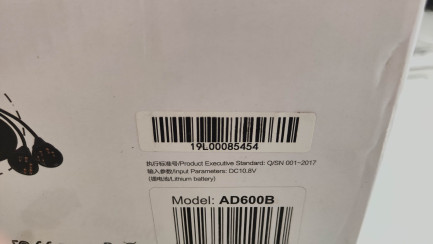 19L00085454
执行标准号/Product Executive Standard: Q/SN 001-2017
输入参数/Input Parameters: DC10.8V
(锂电池/Lithium battery)
Model: AD600B